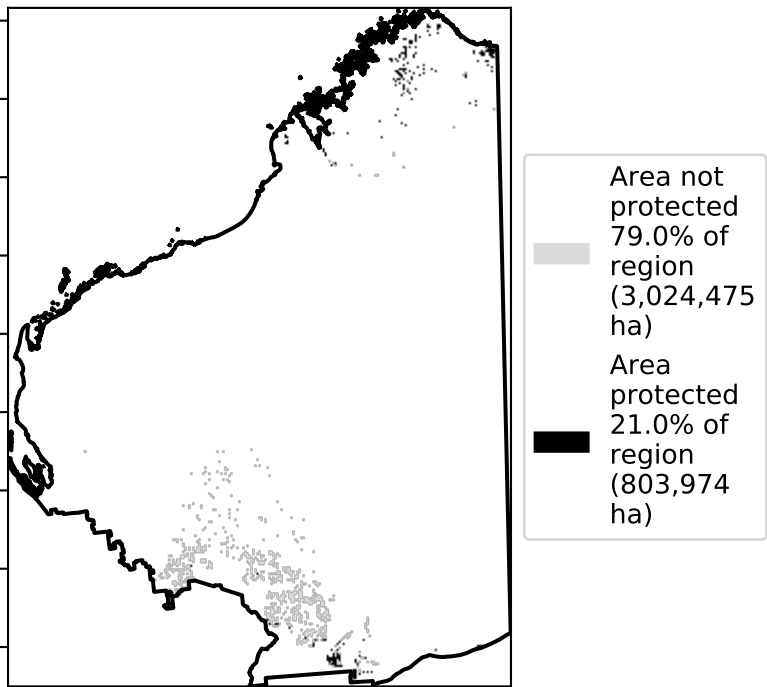 Area not
protected
79.0% of
region
(3,024,475
ha)
Area
protected
21.0% of
region
(803,974
ha)